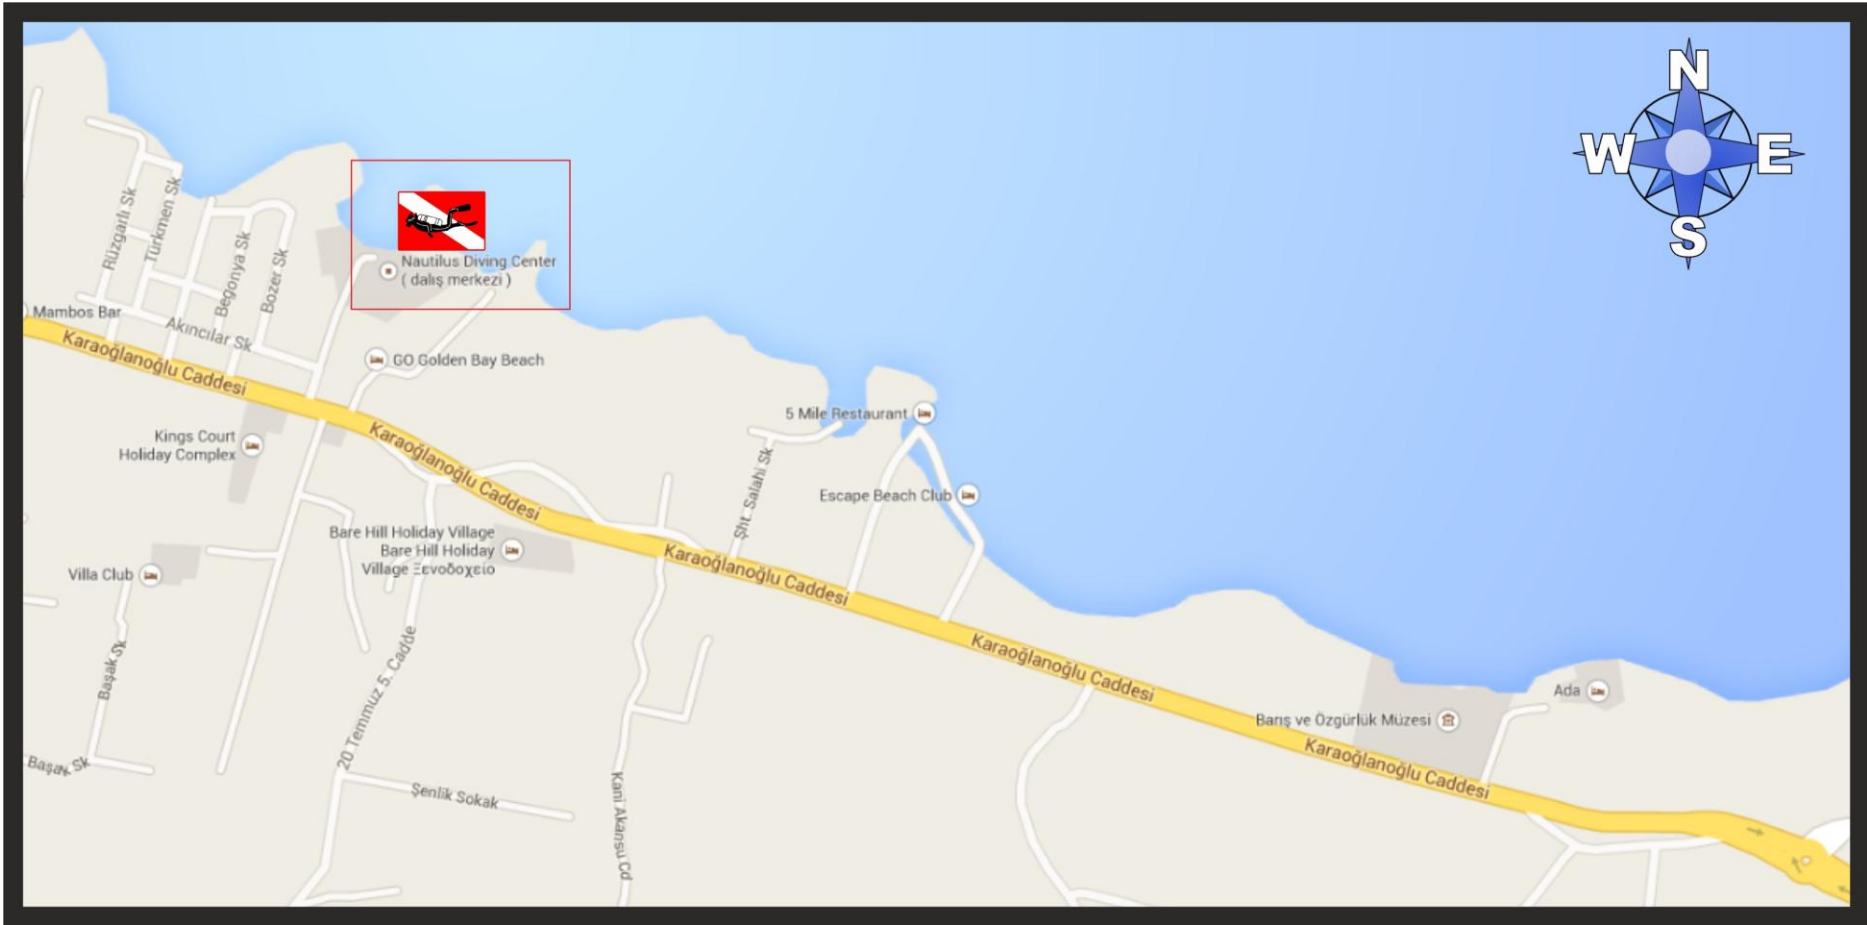 N
W
E
S
Rüzgarlı Sk
Türkmen Sk
Begonya Sk
Bozer Sk
Nautilus Diving Center
( dalış merkezi )
Mambos Bar
Akıncılar Sk
Karaoğlanoğlu Caddesi
GO Golden Bay Beach
5 Mile Restaurant
Kings Court
Holiday Complex
Karaoğlanoğlu Caddesi
Şht. Salahi Sk
Escape Beach Club
Bare Hill Holiday Village
Bare Hill Holiday
Village Ξενοδοχείο
Karaoğlanoğlu Caddesi
Villa Club
Başak Sk
20 Temmuz 5. Cadde
Karaoğlanoğlu Caddesi
Ada
Barış ve Özgürlük Müzesi
Karaoğlanoğlu Caddesi
Başak Sk
Şenlik Sokak
Kani Akansu Cd